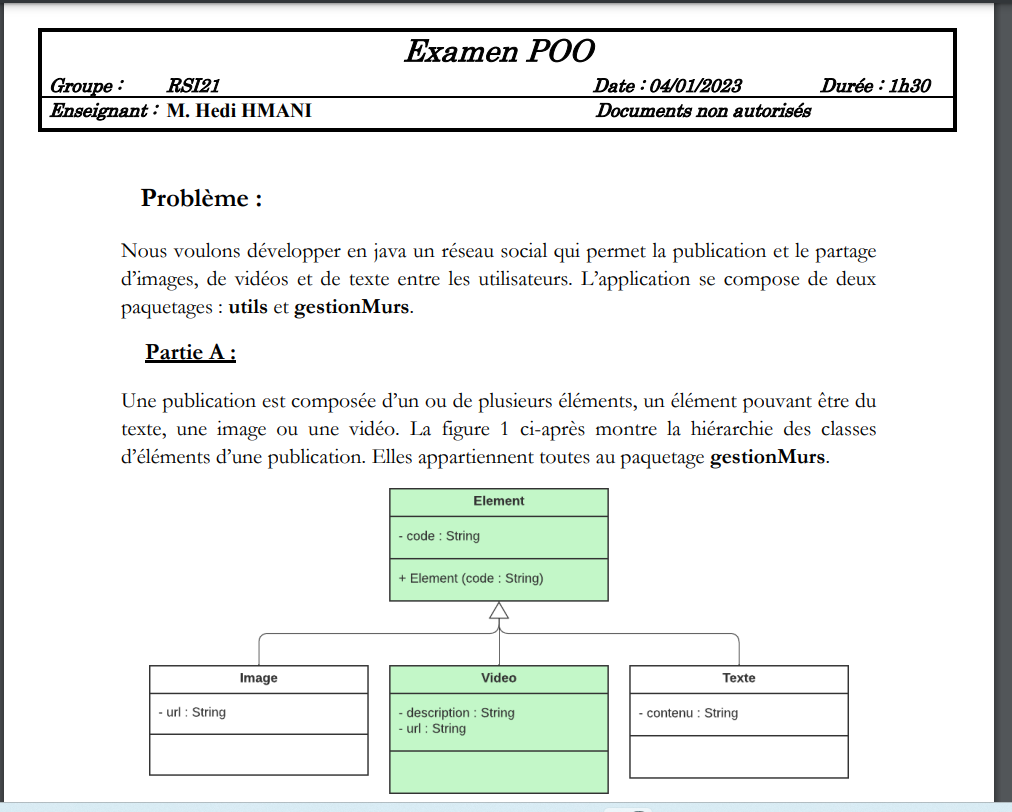 Examen POO
Groupe : RSI21 Date : 04/01/2023 Durée : 1h30
Enseignant : M. Hedi HMANI Documents non autorisés
Problème :
Nous voulons développer en java un réseau social qui permet la publication et le partage
d’images, de vidéos et de texte entre les utilisateurs. L’application se compose de deux
paquetages : utils et gestionMurs.
Partie A :
Une publication est composée d’un ou de plusieurs éléments, un élément pouvant être du
texte, une image ou une vidéo. La figure 1 ci-après montre la hiérarchie des classes
d’éléments d’une publication. Elles appartiennent toutes au paquetage gestionMurs.
Element
- code : String
+ Element (code : String)
Image
- url : String
Video
- description : String
- url : String
Texte
- contenu : String